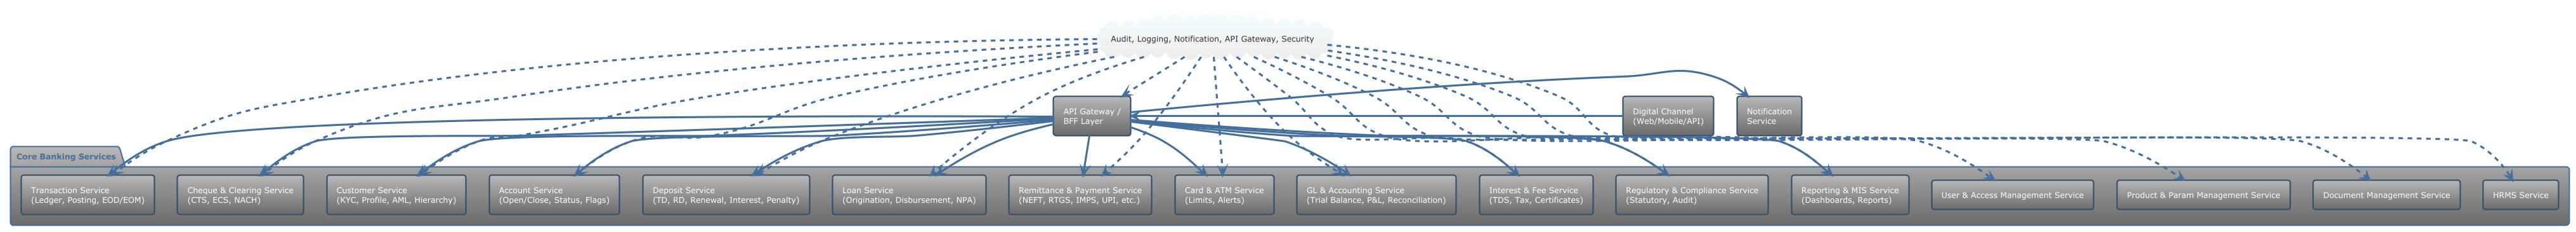 Audit, Logging, Notification, API Gateway, Security
API Gateway /
BFF Layer
Digital Channel
(Web/Mobile/API)
Notification
Service
Core Banking Services
Transaction Service
(Ledger, Posting, EOD/EOM)
Cheque & Clearing Service
(CTS, ECS, NACH)
Customer Service
(KYC, Profile, AML, Hierarchy)
Account Service
(Open/Close, Status, Flags)
Deposit Service
(TD, RD, Renewal, Interest, Penalty)
Loan Service
(Origination, Disbursement, NPA)
Remittance & Payment Service
(NEFT, RTGS, IMPS, UPI, etc.)
Card & ATM Service
(Limits, Alerts)
GL & Accounting Service
(Trial Balance, P&L, Reconciliation)
Interest & Fee Service
(TDS, Tax, Certificates)
Regulatory & Compliance Service
(Statutory, Audit)
Reporting & MIS Service
(Dashboards, Reports)
User & Access Management Service
Product & Param Management Service
Document Management Service
HRMS Service